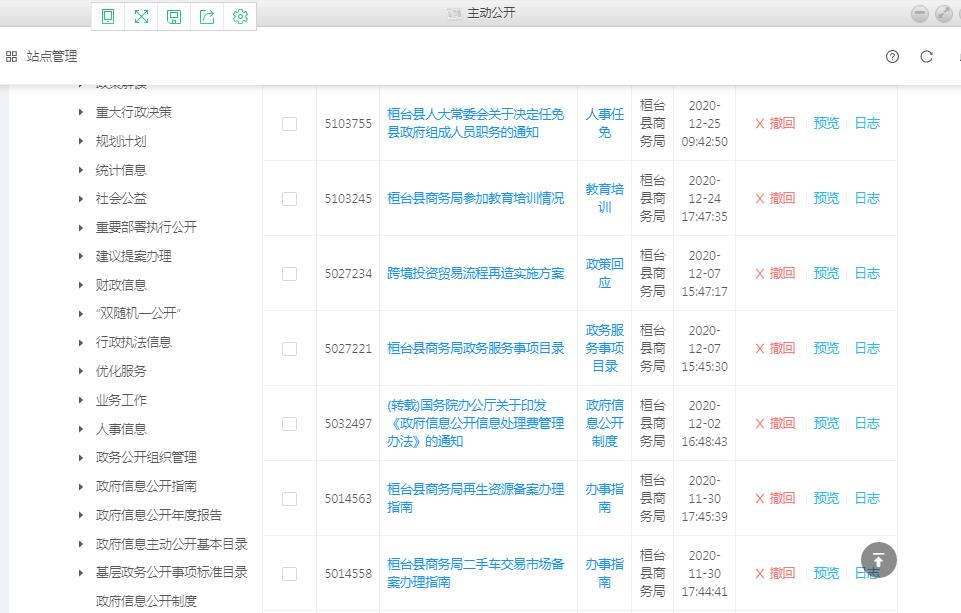 主动公开
站点管理
政策解读
重大行政决策
规划计划
统计信息
社会公益
重要部署执行公开
建议提案办理
财政信息
“双随机一公开”
行政执法信息
优化服务
业务工作
人事信息
政务公开组织管理
政府信息公开指南
政府信息公开年度报告
政府信息主动公开基本目录
基层政务公开事项标准目录
政府信息公开制度
5103755
桓台县人大常委会关于决定任免
县政府组成人员职务的通知
人事任
免
桓台
县商
务局
2020-
12-25
09:42:50
X 撤回 预览 日志
5103245
桓台县商务局参加教育培训情况
教育培
训
桓台
县商
务局
2020-
12-24
17:47:35
X 撤回 预览 日志
5027234
跨境投资贸易流程再造实施方案
政策回
应
桓台
县商
务局
2020-
12-07
15:47:17
X 撤回 预览 日志
5027221
桓台县商务局政务服务事项目录
政务服
务事项
目录
桓台
县商
务局
2020-
12-07
15:45:30
X 撤回 预览 日志
5032497
(转载)国务院办公厅关于印发
《政府信息公开信息处理费管理
办法》的通知
政府信
息公开
制度
桓台
县商
务局
2020-
12-02
16:48:43
X 撤回 预览 日志
5014563
桓台县商务局再生资源备案办理
指南
办事指
南
桓台
县商
务局
2020-
11-30
17:45:39
X 撤回 预览 日志
5014558
桓台县商务局二手车交易市场备
案办理指南
办事指
南
桓台
县商
务局
2020-
11-30
17:44:41
X 撤回 预览 日志